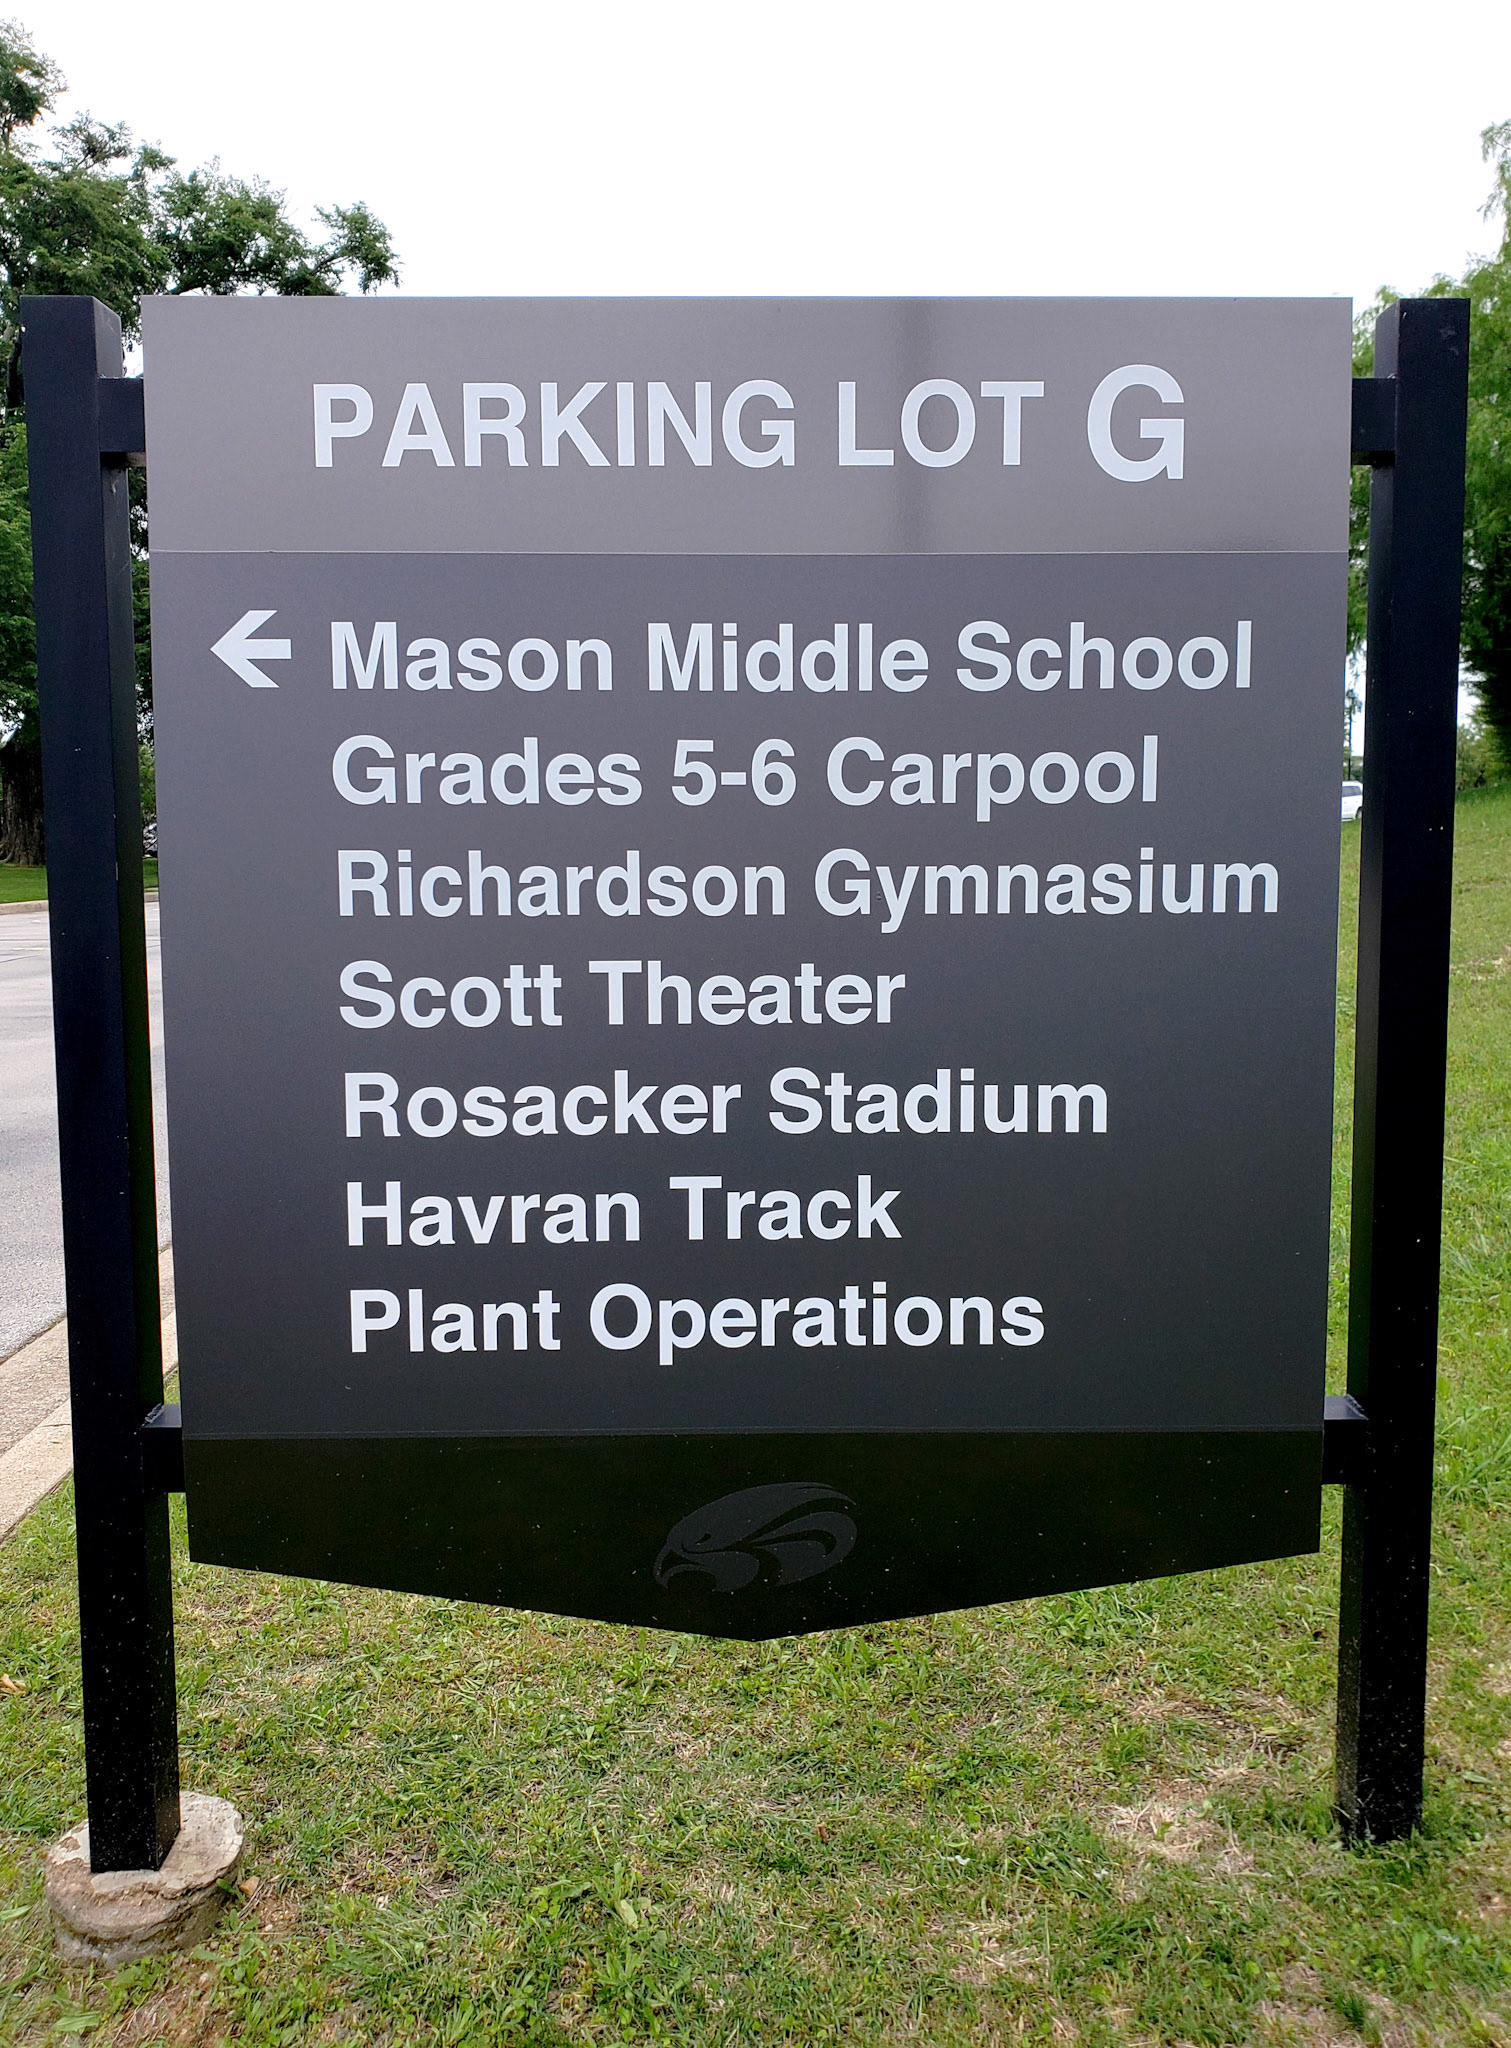 PARKING LOT G
← Mason Middle School
Grades 5-6 Carpool
Richardson Gymnasium
Scott Theater
Rosacker Stadium
Havran Track
Plant Operations